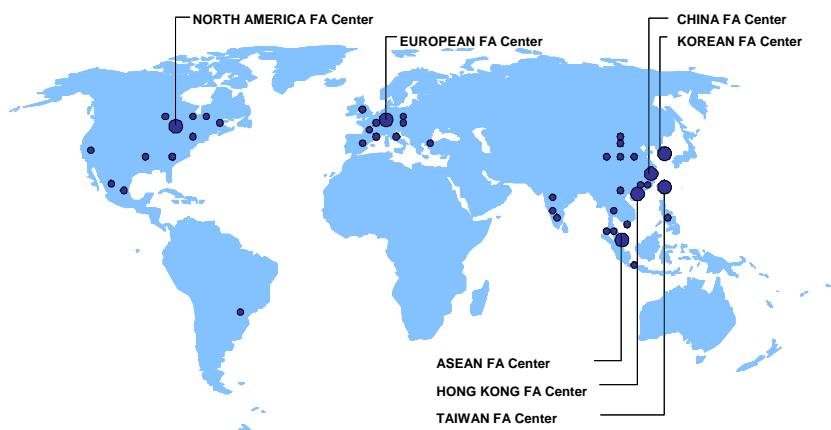 NORTH AMERICA FA Center
CHINA FA Center
EUROPEAN FA Center
KOREAN FA Center
ASEAN FA Center
HONG KONG FA Center
TAIWAN FA Center